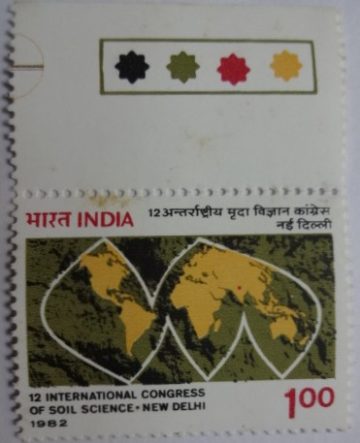 भारत INDIA 12 अन्तर्राष्ट्रीय मृदा विज्ञान कांग्रेस
नई दिल्ली
12 INTERNATIONAL CONGRESS
OF SOIL SCIENCE • NEW DELHI
1982
1.00